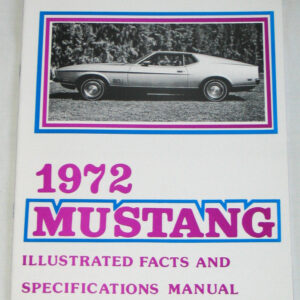 1972
MUSTANG
ILLUSTRATED FACTS AND
SPECIFICATIONS MANUAL